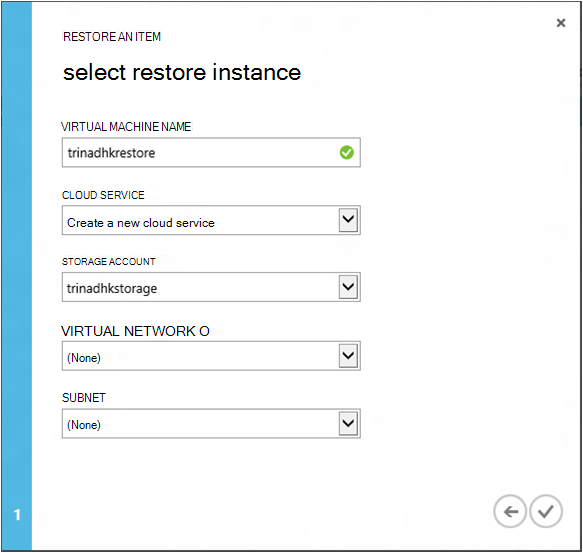 RESTORE AN ITEM
select restore instance
VIRTUAL MACHINE NAME
trinadhkrestore
CLOUD SERVICE
Create a new cloud service
STORAGE ACCOUNT
trinadhkstorage
VIRTUAL NETWORK O
(None)
SUBNET
(None)
1